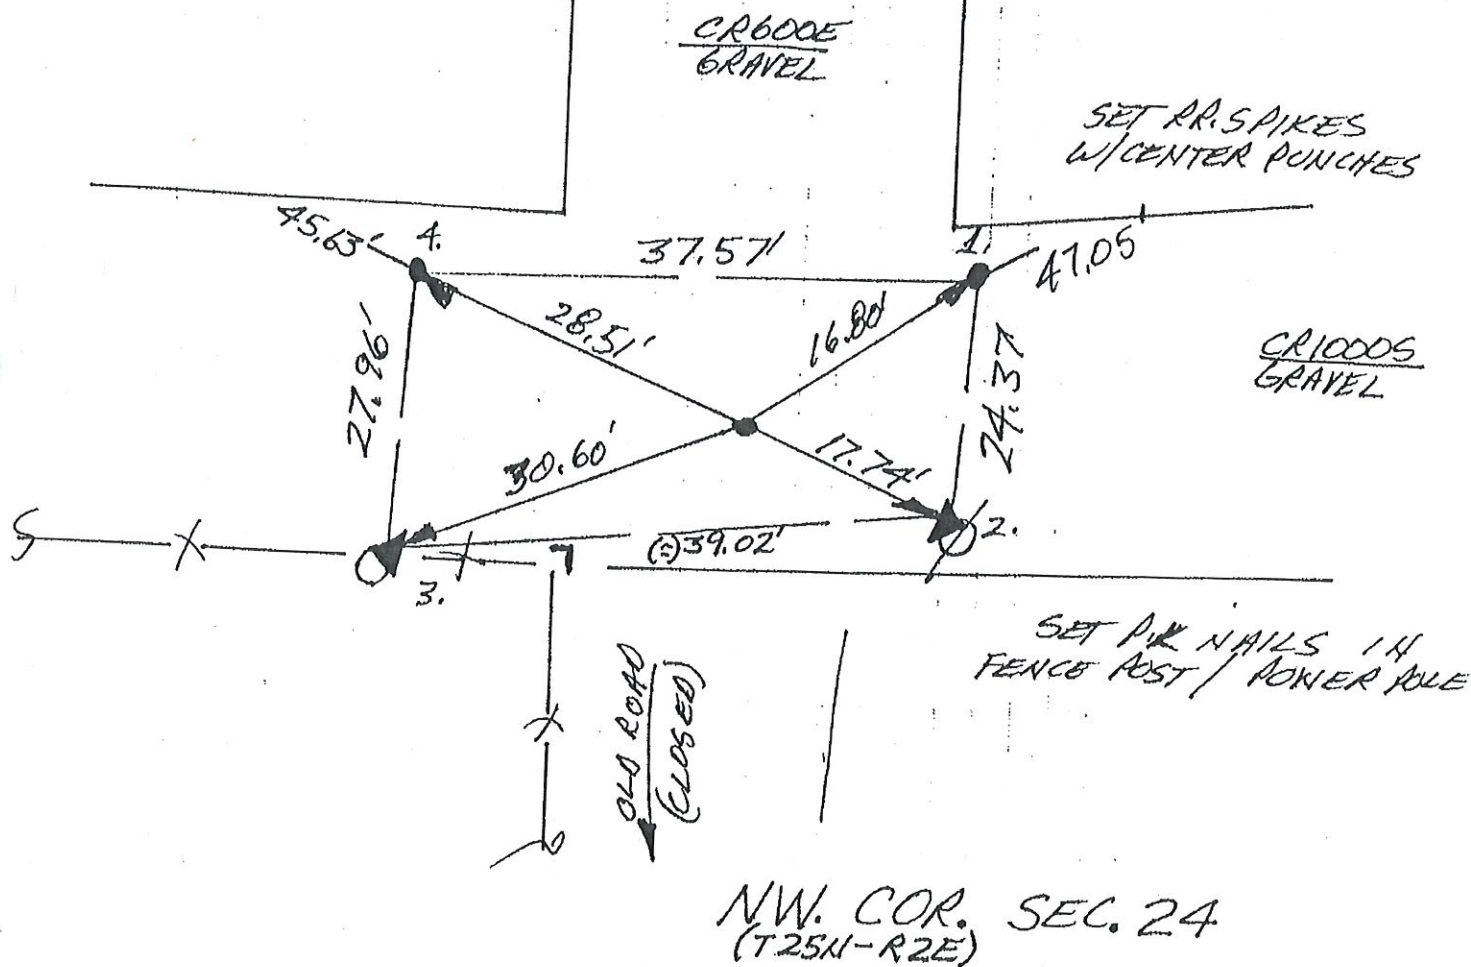 CR600E
GRAVEL
SET RR. SPIKES
W/CENTER PUNCHES
45.63'
4.
37.57'
1.
47.05
28.51'
16.80'
27.96'
24.37
CR1000S
GRAVEL
30.60'
17.74'
(=)39.02'
2.
3.
SET P.K NAILS IN
FENCE POST / POWER POLE
OLD ROAD
(CLOSED)
NW. COR. SEC. 24
(T25N-R2E)